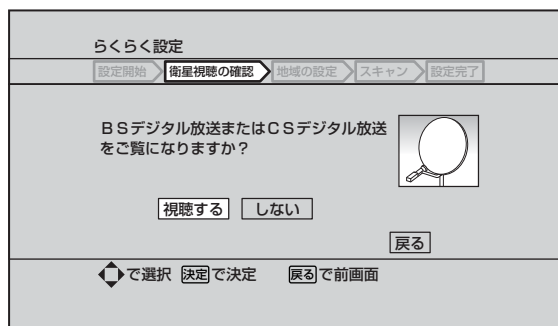 らくらく設定
設定開始 衛星視聴の確認 地域の設定 スキャン 設定完了
ＢＳデジタル放送またはＣＳデジタル放送
をご覧になりますか？
視聴する しない
戻る
で選択 決定で決定 戻るで前画面